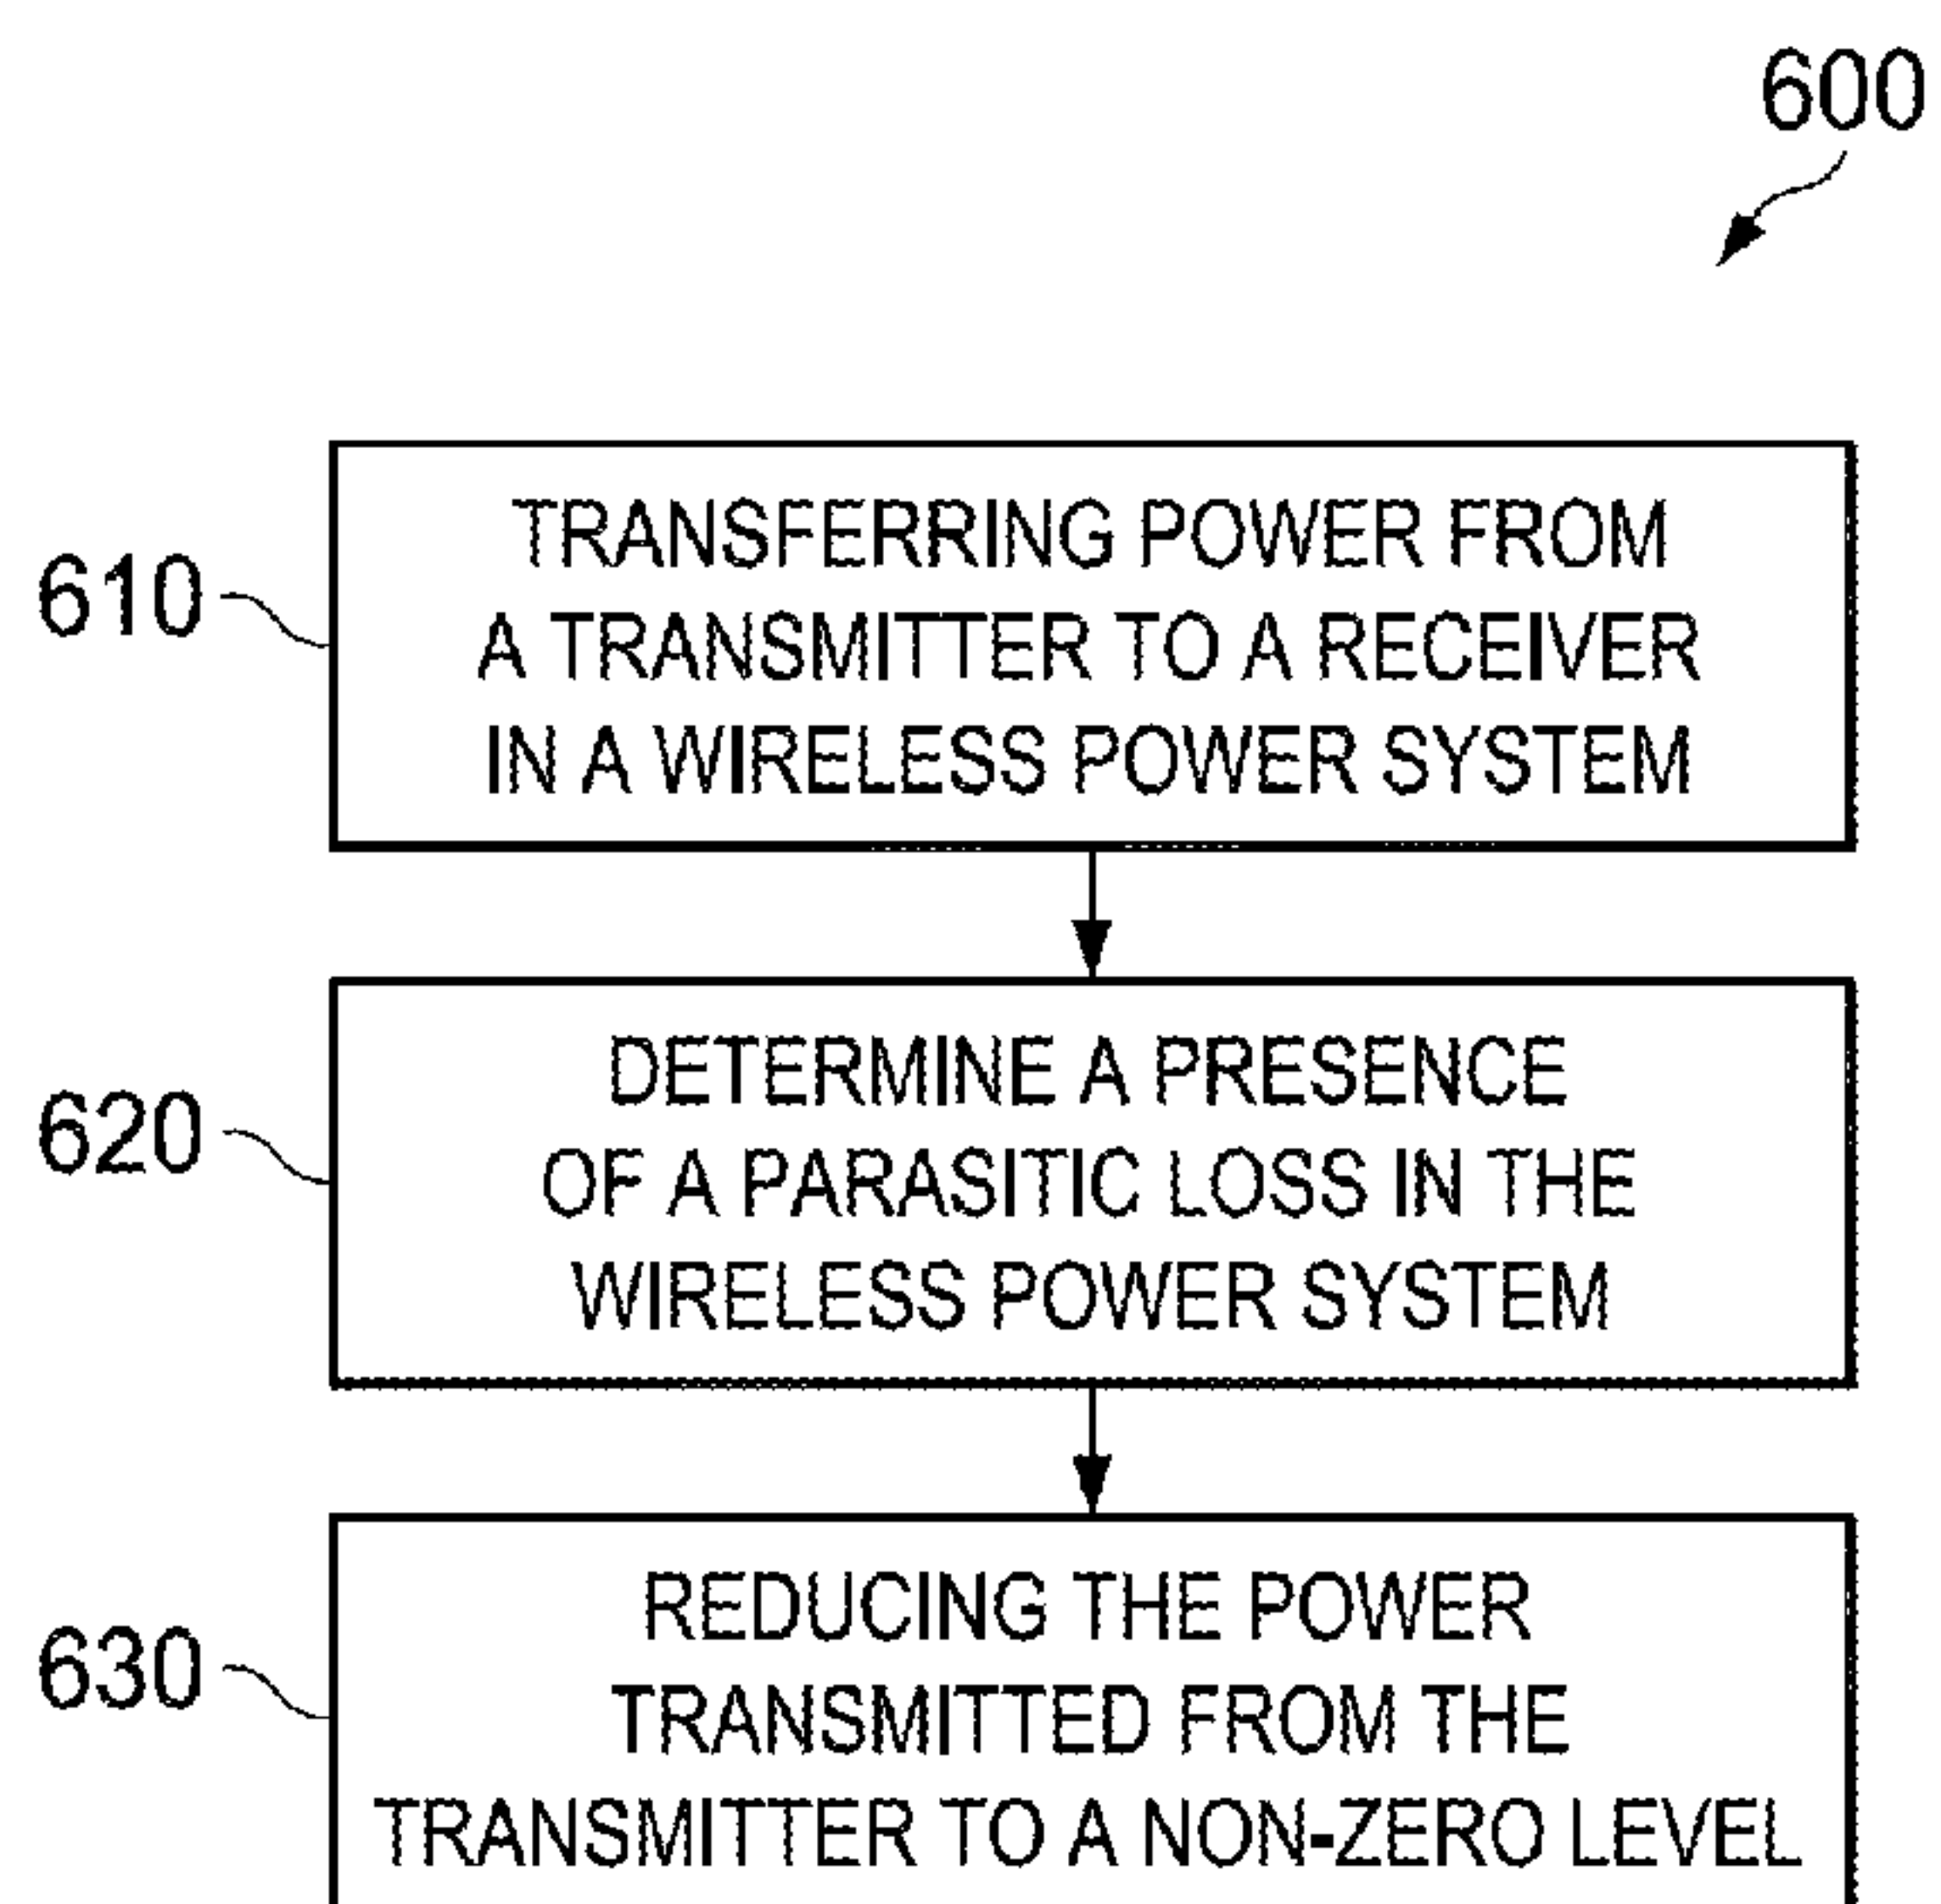 600
610
TRANSFERRING POWER FROM
A TRANSMITTER TO A RECEIVER
IN A WIRELESS POWER SYSTEM
620
DETERMINE A PRESENCE
OF A PARASITIC LOSS IN THE
WIRELESS POWER SYSTEM
630
REDUCING THE POWER
TRANSMITTED FROM THE
TRANSMITTER TO A NON-ZERO LEVEL